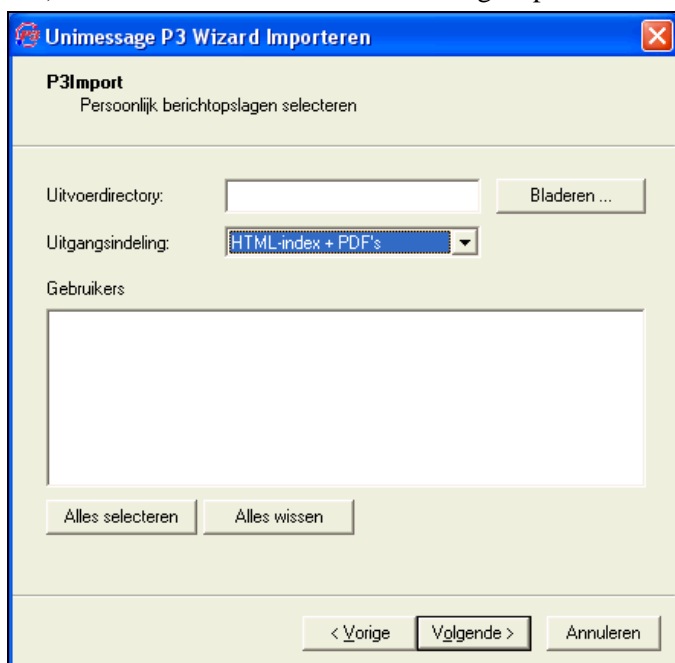 Unimessage P3 Wizard Importeren
P3Import
Persoonlijk berichtopslagen selecteren
Uitvoerdirectory:
Bladeren ...
Uitgangsindeling:
HTML-index + PDF's
Gebruikers
Alles selecteren
Alles wissen
< Vorige
Volgende >
Annuleren